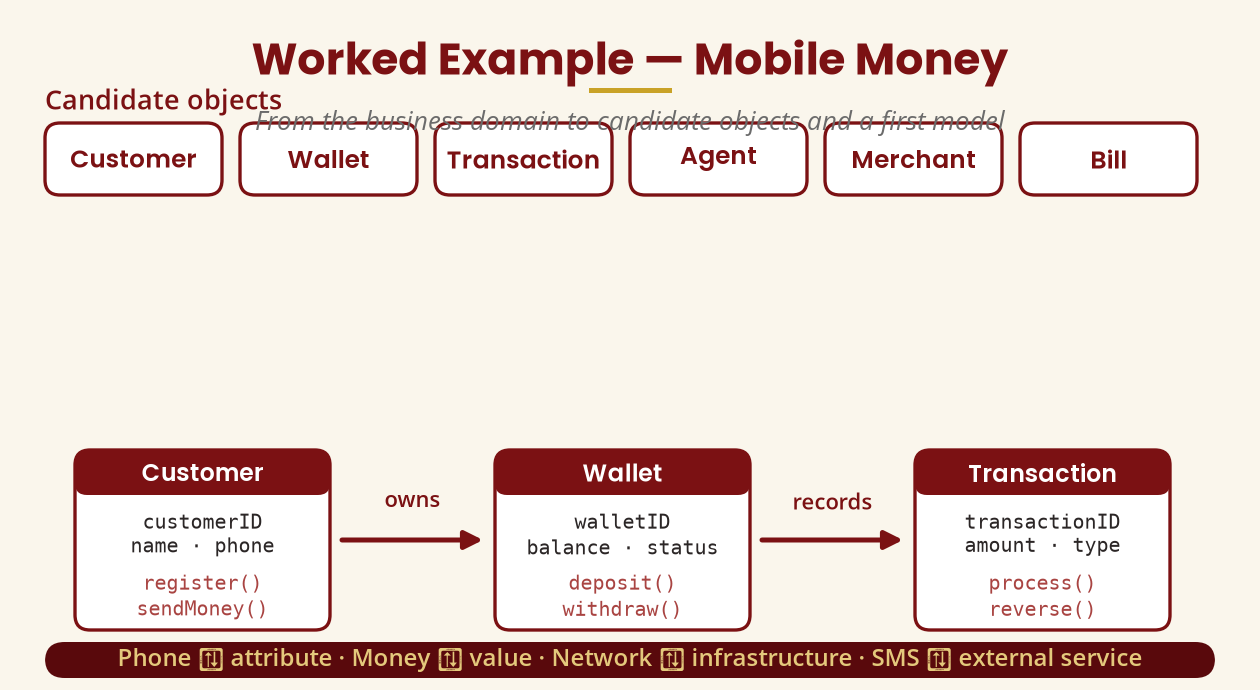 Worked Example — Mobile Money
Candidate objects
From the business domain to candidate objects and a first model
Customer
Wallet
Transaction
Agent
Merchant
Bill
Customer
customerID
name · phone
register()
sendMoney()
owns
Wallet
walletID
balance · status
deposit()
withdraw()
records
Transaction
transactionID
amount · type
process()
reverse()
Phone ⇅ attribute · Money ⇅ value · Network ⇅ infrastructure · SMS ⇅ external service